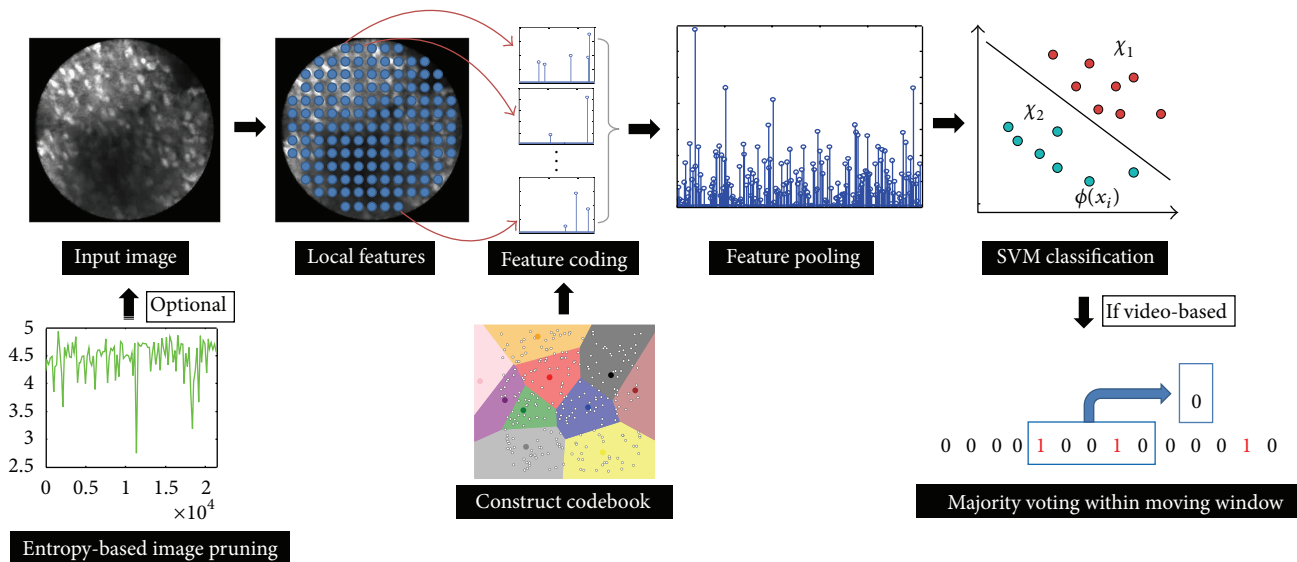 χ1
χ2
ϕ(xi)
Input image
Local features
Feature coding
Feature pooling
SVM classification
Optional
If video-based
5
4.5
4
3.5
3
2.5
0 0.5 1 1.5 2
×10^4
0
0 0 0 0 1 0 0 1 0 0 0 0 1 0
Construct codebook
Majority voting within moving window
Entropy-based image pruning